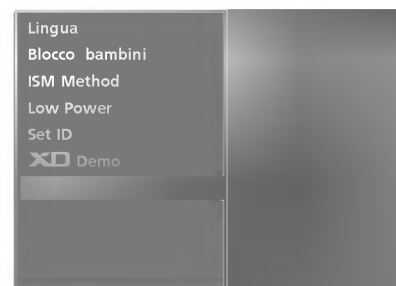 Lingua
Blocco bambini
ISM Method
Low Power
Set ID
XD Demo